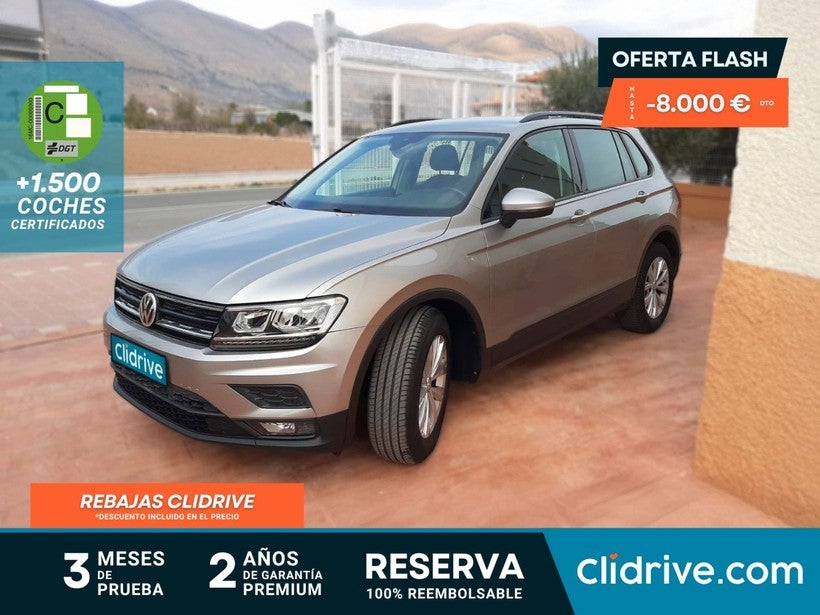 C
DGT
+1.500
COCHES
CERTIFICADOS
OFERTA FLASH
HASTA
-8.000 €
DTO
clidrive
REBAJAS CLIDRIVE
*DESCUENTO INCLUIDO EN EL PRECIO
3 MESES
DE
PRUEBA
2 AÑOS
DE GARANTÍA
PREMIUM
RESERVA
100% REEMBOLSABLE
Clidrive.com